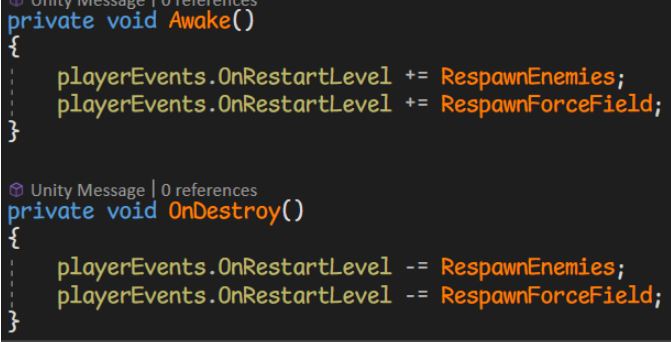 Unity Message | 0 references
private void Awake()
{
playerEvents.OnRestartLevel += RespawnEnemies;
playerEvents.OnRestartLevel += RespawnForceField;
}
Unity Message | 0 references
private void OnDestroy()
{
playerEvents.OnRestartLevel -= RespawnEnemies;
playerEvents.OnRestartLevel -= RespawnForceField;
}